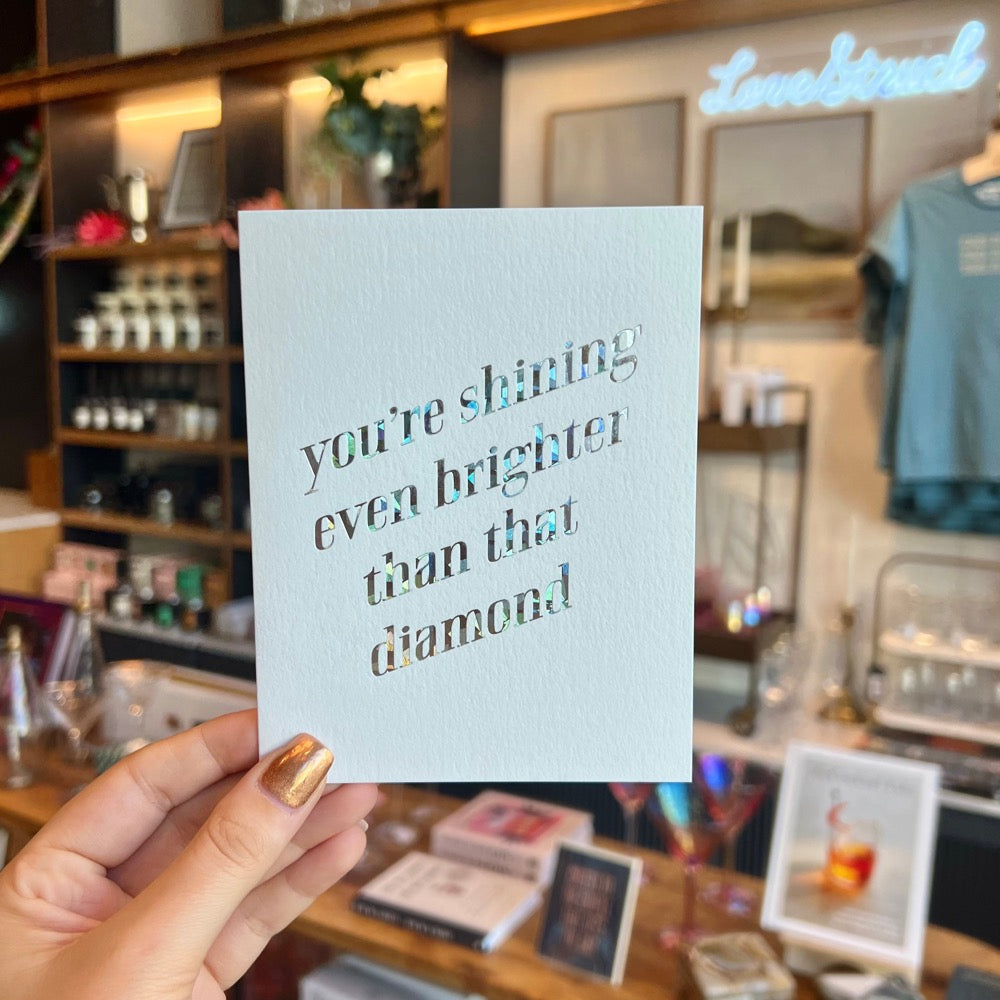 LoveStruck
you're shining
even brighter
than that
diamond